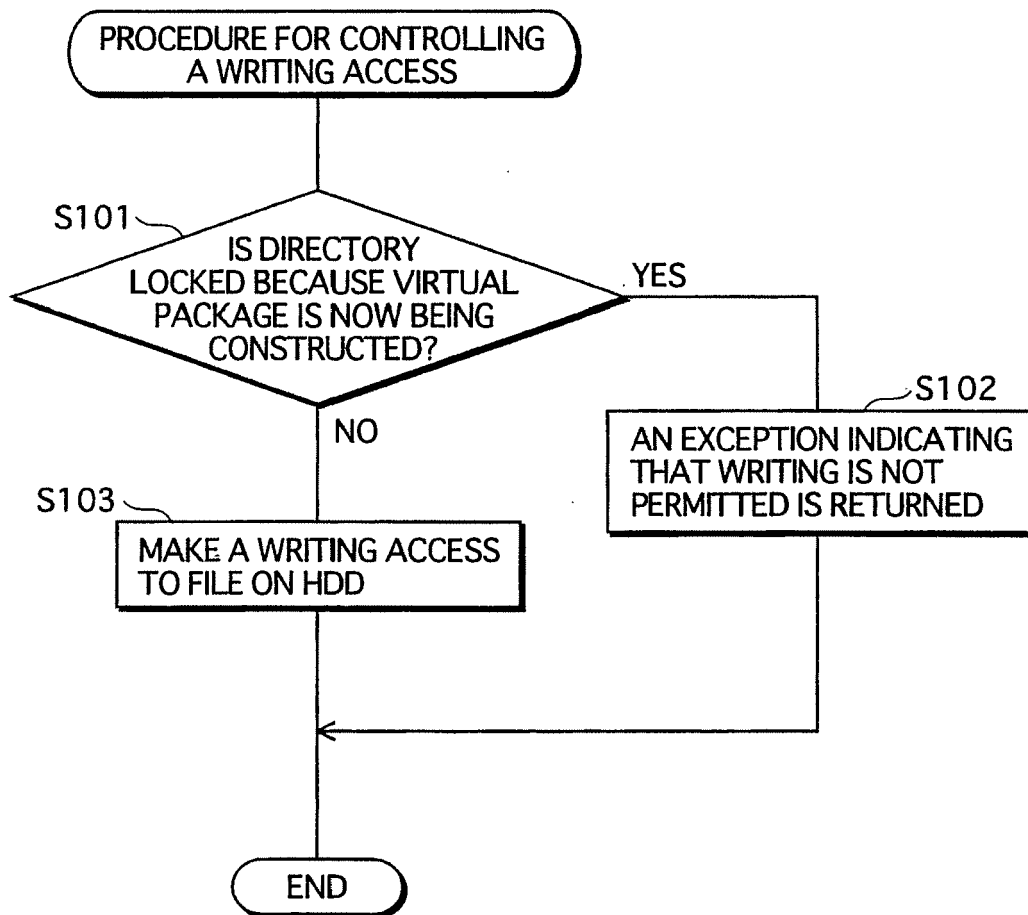 PROCEDURE FOR CONTROLLING
A WRITING ACCESS
S101
IS DIRECTORY
LOCKED BECAUSE VIRTUAL
PACKAGE IS NOW BEING
CONSTRUCTED?
YES
NO
S102
AN EXCEPTION INDICATING
THAT WRITING IS NOT
PERMITTED IS RETURNED
S103
MAKE A WRITING ACCESS
TO FILE ON HDD
END